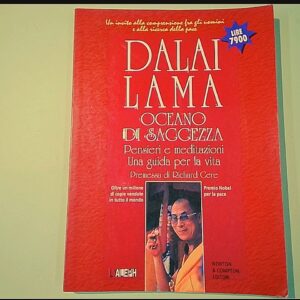 Un invito alla comprensione fra gli uomini
e alla ricerca della pace
LIRE
7900
DALAI
LAMA
OCEANO
DI SAGGEZZA
Pensieri e meditazioni
Una guida per la vita
Premessa di Richard Gere
Oltre un milione
di copie vendute
in tutto il mondo
Premio Nobel
per la pace
NEWTON
& COMPTON
EDITORI